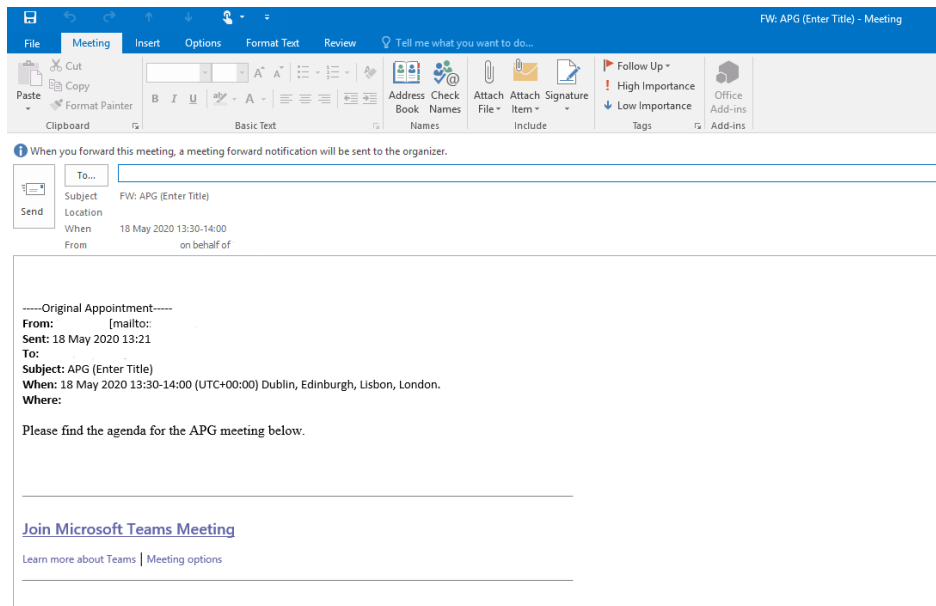 FW: APG (Enter Title) - Meeting
File Meeting Insert Options Format Text Review Tell me what you want to do...
Paste
Cut
Copy
Format Painter
Clipboard
B I U
Basic Text
Address Book
Check Names
Names
Attach File
Attach Item
Signature
Include
Follow Up
High Importance
Low Importance
Tags
Office Add-ins
Add-ins
When you forward this meeting, a meeting forward notification will be sent to the organizer.
Send
To...
Subject FW: APG (Enter Title)
Location
When 18 May 2020 13:30-14:00
From on behalf of
-----Original Appointment-----
From: [mailto:
Sent: 18 May 2020 13:21
To:
Subject: APG (Enter Title)
When: 18 May 2020 13:30-14:00 (UTC+00:00) Dublin, Edinburgh, Lisbon, London.
Where:
Please find the agenda for the APG meeting below.
Join Microsoft Teams Meeting
Learn more about Teams | Meeting options